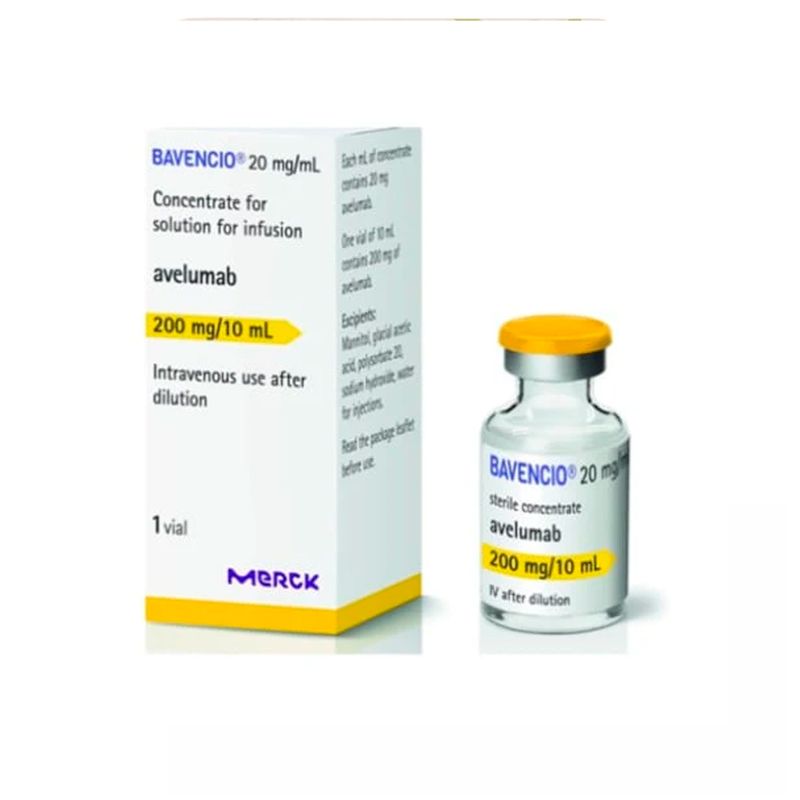 BAVENCIO® 20 mg/mL
Concentrate for
solution for infusion
avelumab
200 mg/10 mL
Intravenous use after
dilution
1 vial
MERCK
Each mL of concentrate
contains 20 mg
avelumab.
One vial of 10 mL
contains 200 mg of
avelumab.
Excipients:
Mannitol, glacial acetic
acid, polysorbate 20,
sodium hydroxide, water
for injections.
Read the package leaflet
before use.
BAVENCIO® 20 mg/m
sterile concentrate
avelumab
200 mg/10 mL
IV after dilution